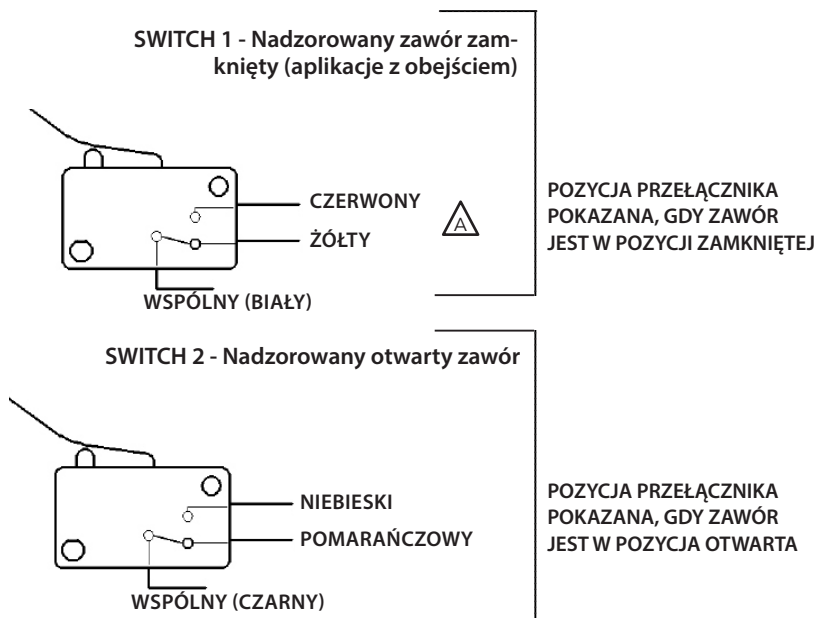 SWITCH 1 - Nadzorowany zawór zam-
knięty (aplikacje z obejściem)
CZERWONY
A
ŻÓŁTY
WSPÓLNY (BIAŁY)
POZYCJA PRZEŁĄCZNIKA
POKAZANA, GDY ZAWÓR
JEST W POZYCJI ZAMKNIĘTEJ
SWITCH 2 - Nadzorowany otwarty zawór
NIEBIESKI
POMARAŃCZOWY
WSPÓLNY (CZARNY)
POZYCJA PRZEŁĄCZNIKA
POKAZANA, GDY ZAWÓR
JEST W POZYCJA OTWARTA